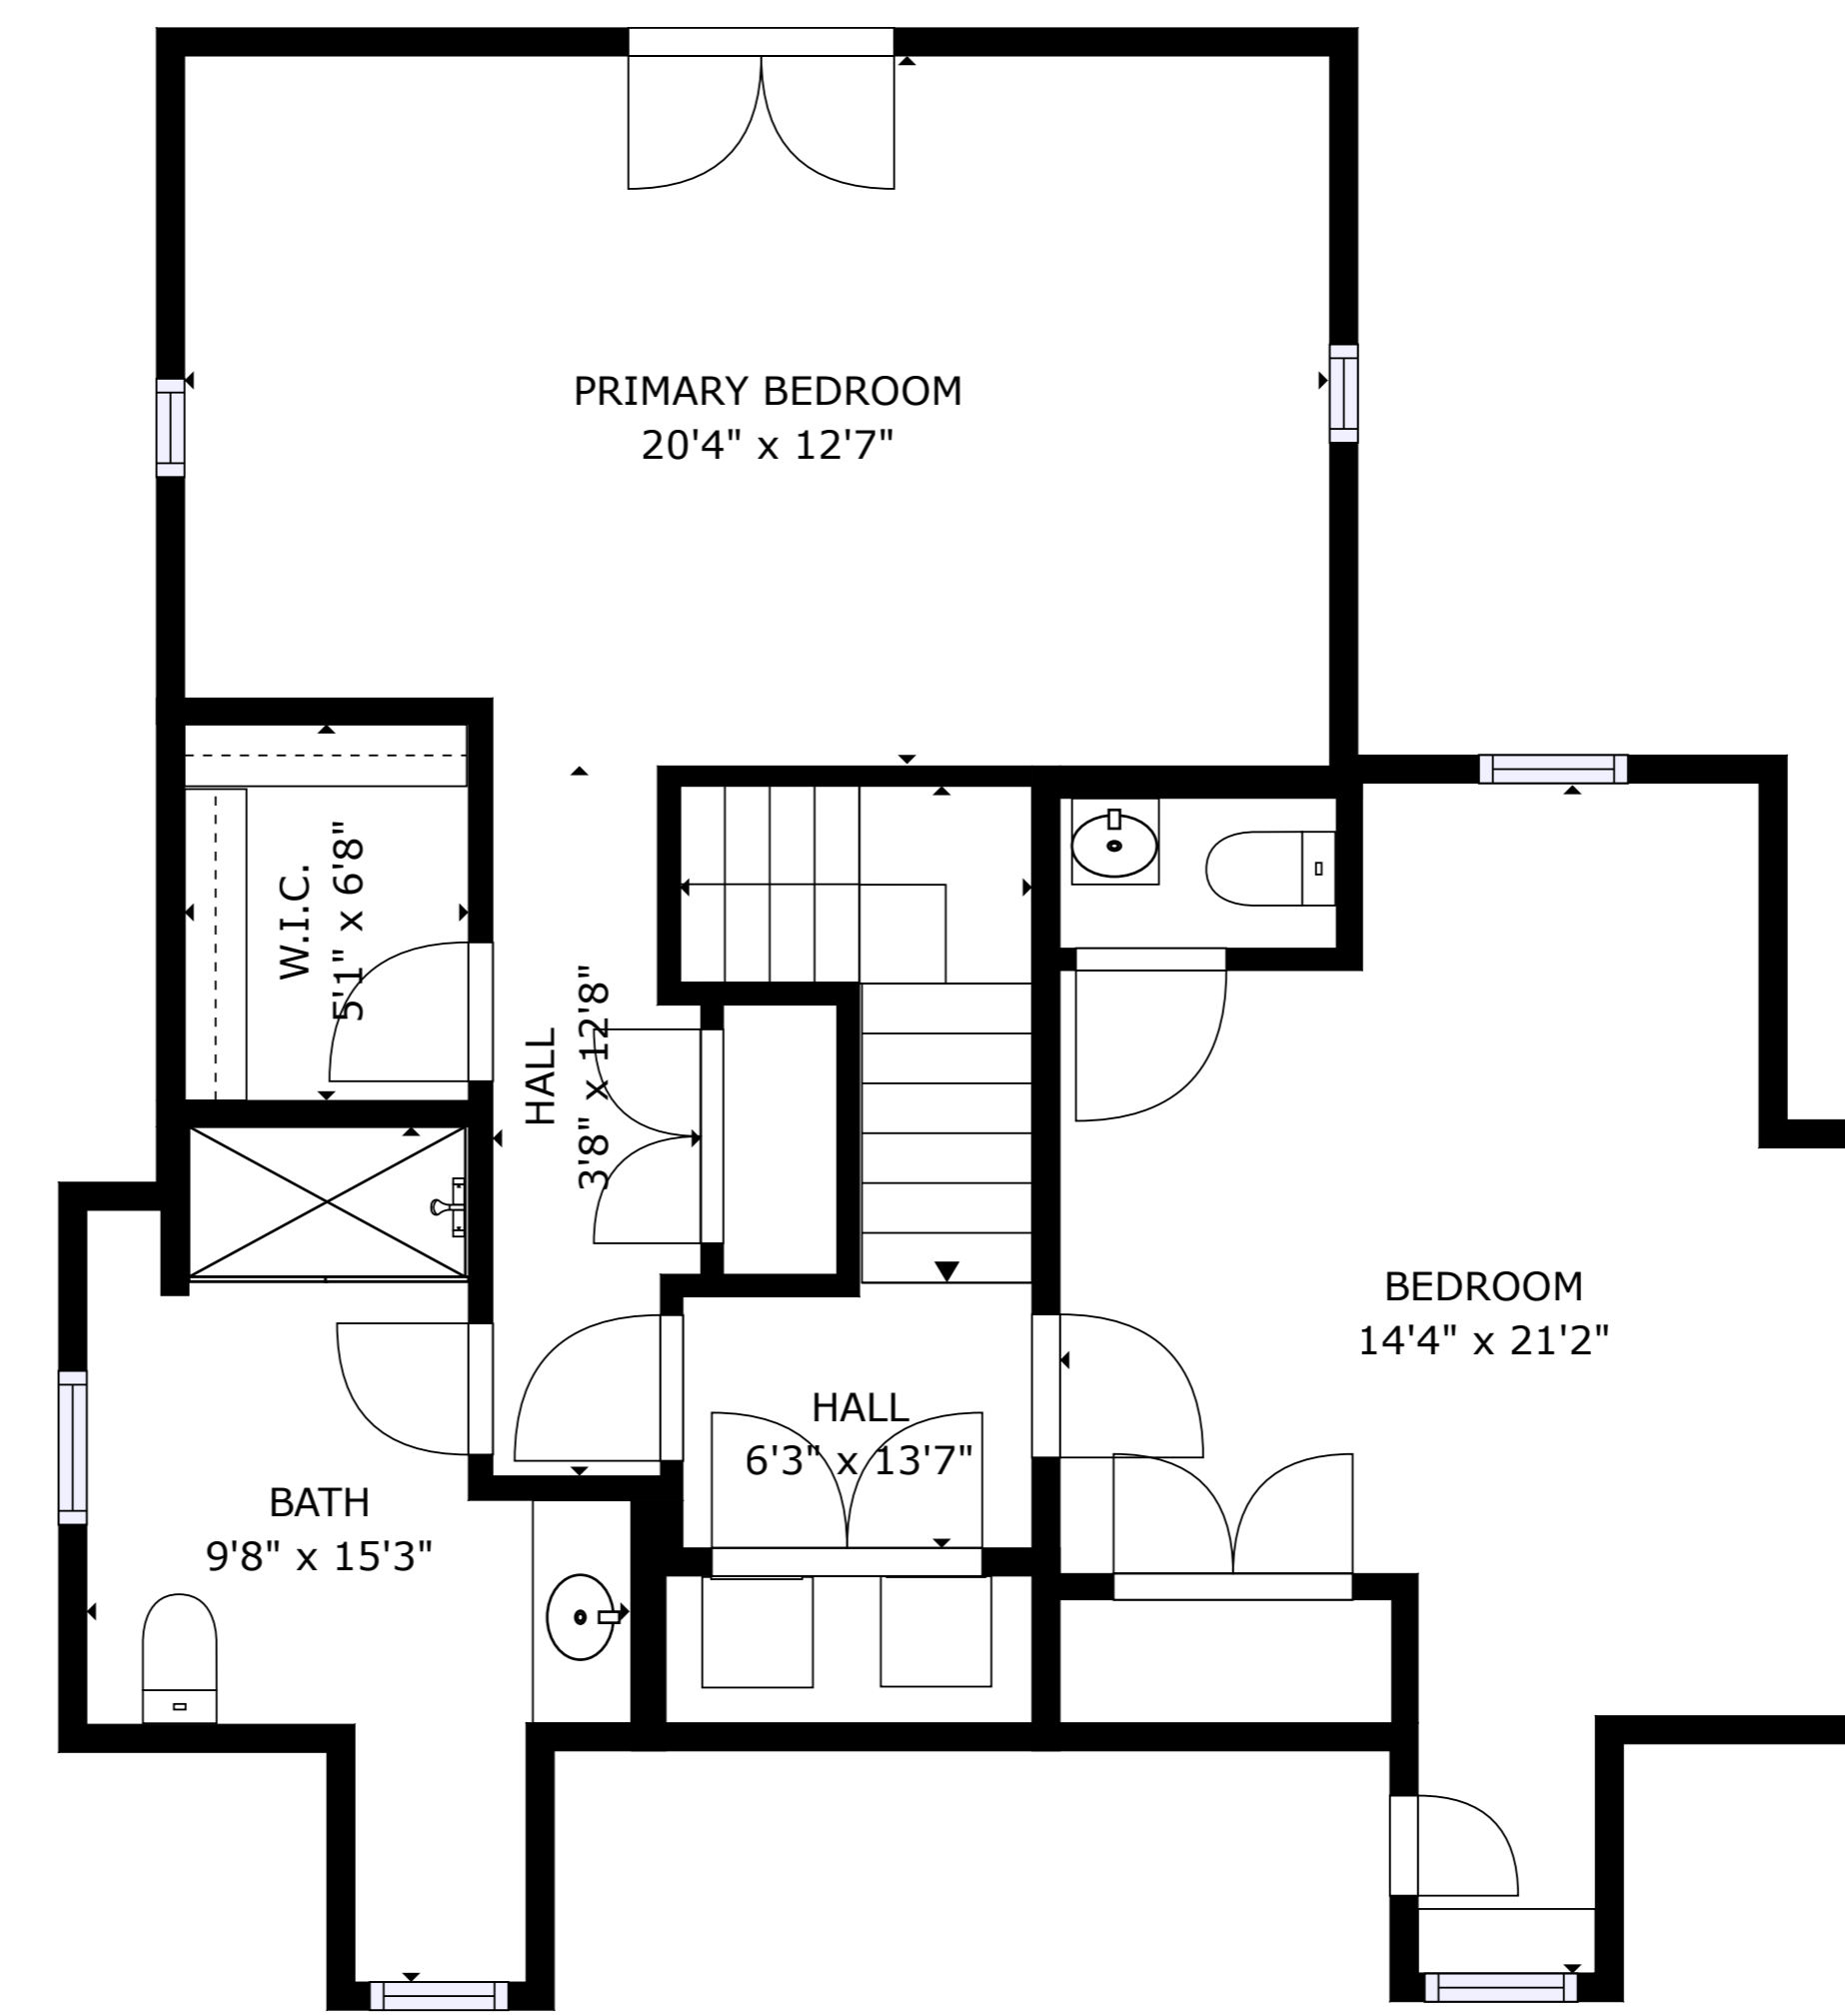 PRIMARY BEDROOM
20'4" x 12'7"
W.I.C.
5'1" x 6'8"
HALL
3'8" x 12'8"
BEDROOM
14'4" x 21'2"
HALL
6'3" x 13'7"
BATH
9'8" x 15'3"